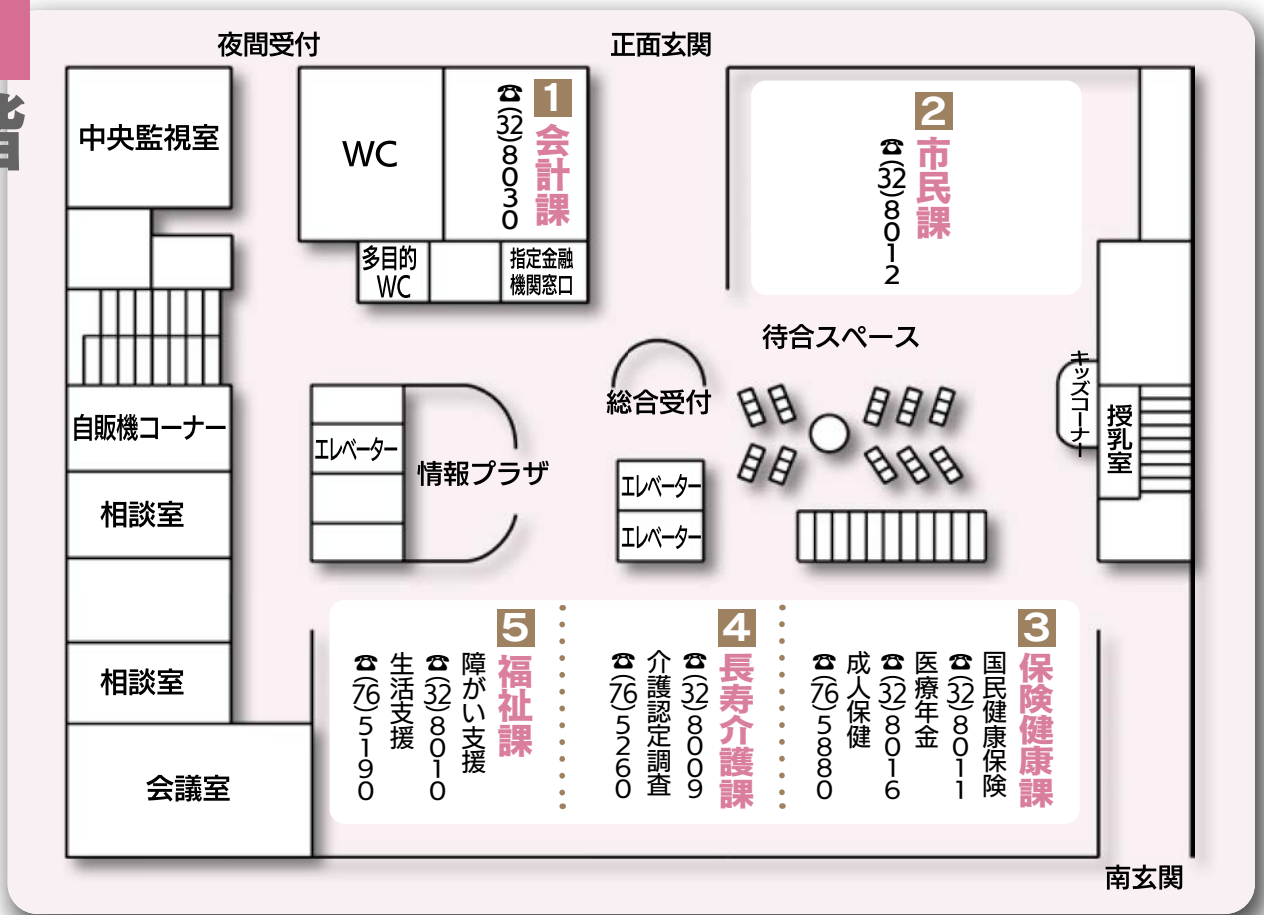 階
夜間受付
正面玄関
中央監視室
WC
1 会計課
☎(32)8030
2 市民課
☎(32)8012
多目的
WC
指定金融
機関窓口
待合スペース
総合受付
キッズコーナー
授乳室
自販機コーナー
エレベーター
情報プラザ
エレベーター
エレベーター
相談室
相談室
会議室
3 保険健康課
国民健康保険
☎(32)8011
医療年金
☎(32)8016
成人保健
☎(76)5880
4 長寿介護課
☎(32)8009
介護認定調査
☎(76)5260
5 福祉課
障がい支援
☎(32)8010
生活支援
☎(76)5190
南玄関